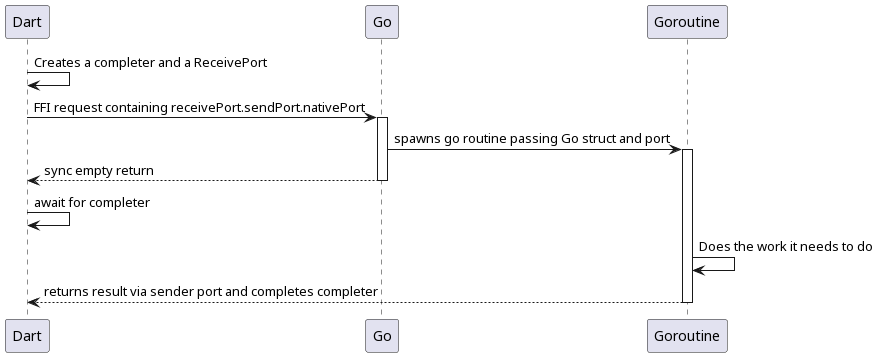 Dart
Go
Goroutine
Creates a completer and a ReceivePort
FFI request containing receivePort.sendPort.nativePort
spawns go routine passing Go struct and port
sync empty return
await for completer
Does the work it needs to do
returns result via sender port and completes completer
Dart
Go
Goroutine